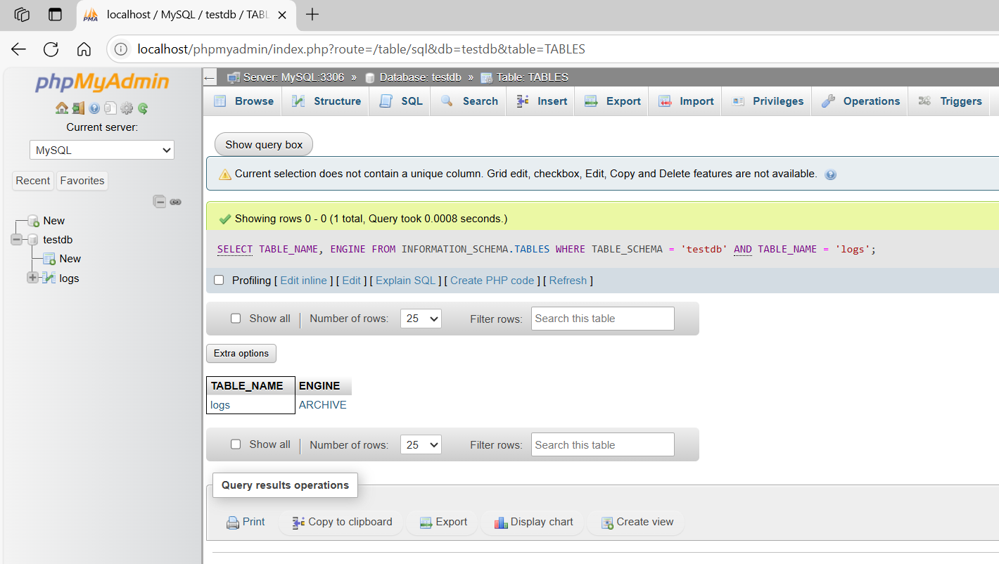 localhost / MySQL / testdb / TABL
localhost/phpmyadmin/index.php?route=/table/sql&db=testdb&table=TABLES
phpMyAdmin
Current server:
MySQL
Recent Favorites
New
testdb
New
logs
Server: MySQL:3306 » Database: testdb » Table: TABLES
Browse Structure SQL Search Insert Export Import Privileges Operations Triggers
Show query box
Current selection does not contain a unique column. Grid edit, checkbox, Edit, Copy and Delete features are not available.
Showing rows 0 - 0 (1 total, Query took 0.0008 seconds.)
SELECT TABLE_NAME, ENGINE FROM INFORMATION_SCHEMA.TABLES WHERE TABLE_SCHEMA = 'testdb' AND TABLE_NAME = 'logs';
Profiling [ Edit inline ] [ Edit ] [ Explain SQL ] [ Create PHP code ] [ Refresh ]
Show all | Number of rows: 25 Filter rows: Search this table
Extra options
TABLE_NAME ENGINE
logs ARCHIVE
Show all | Number of rows: 25 Filter rows: Search this table
Query results operations
Print Copy to clipboard Export Display chart Create view